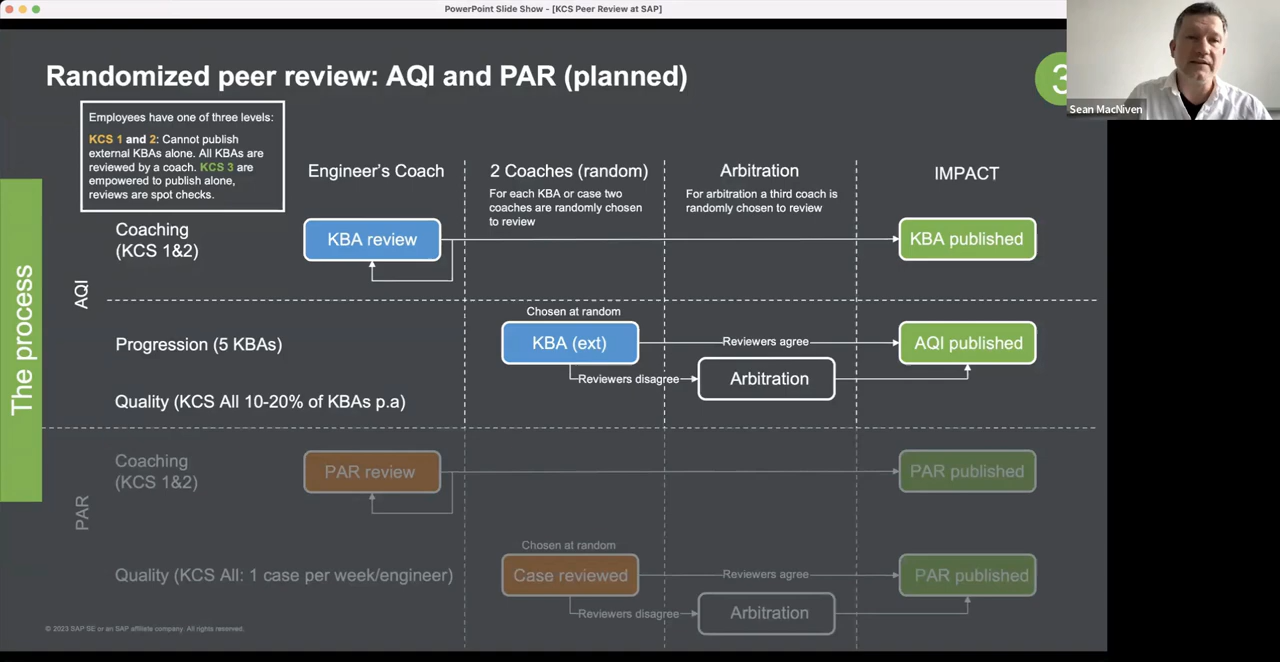 PowerPoint Slide Show - [KCS Peer Review at SAP]
Randomized peer review: AQI and PAR (planned)
3
Sean MacNiven
Employees have one of three levels:
KCS 1 and 2: Cannot publish
external KBAs alone. All KBAs are
reviewed by a coach. KCS 3 are
empowered to publish alone,
reviews are spot checks.
Engineer's Coach
2 Coaches (random)
For each KBA or case two
coaches are randomly chosen
to review
Arbitration
For arbitration a third coach is
randomly chosen to review
IMPACT
The process
AQI
Coaching
(KCS 1&2)
KBA review
KBA published
Progression (5 KBAs)
Chosen at random
KBA (ext)
Reviewers agree
AQI published
Reviewers disagree
Arbitration
Quality (KCS All 10-20% of KBAs p.a)
PAR
Coaching
(KCS 1&2)
PAR review
PAR published
Chosen at random
Quality (KCS All: 1 case per week/engineer)
Case reviewed
Reviewers agree
PAR published
Reviewers disagree
Arbitration
© 2023 SAP SE or an SAP affiliate company. All rights reserved.